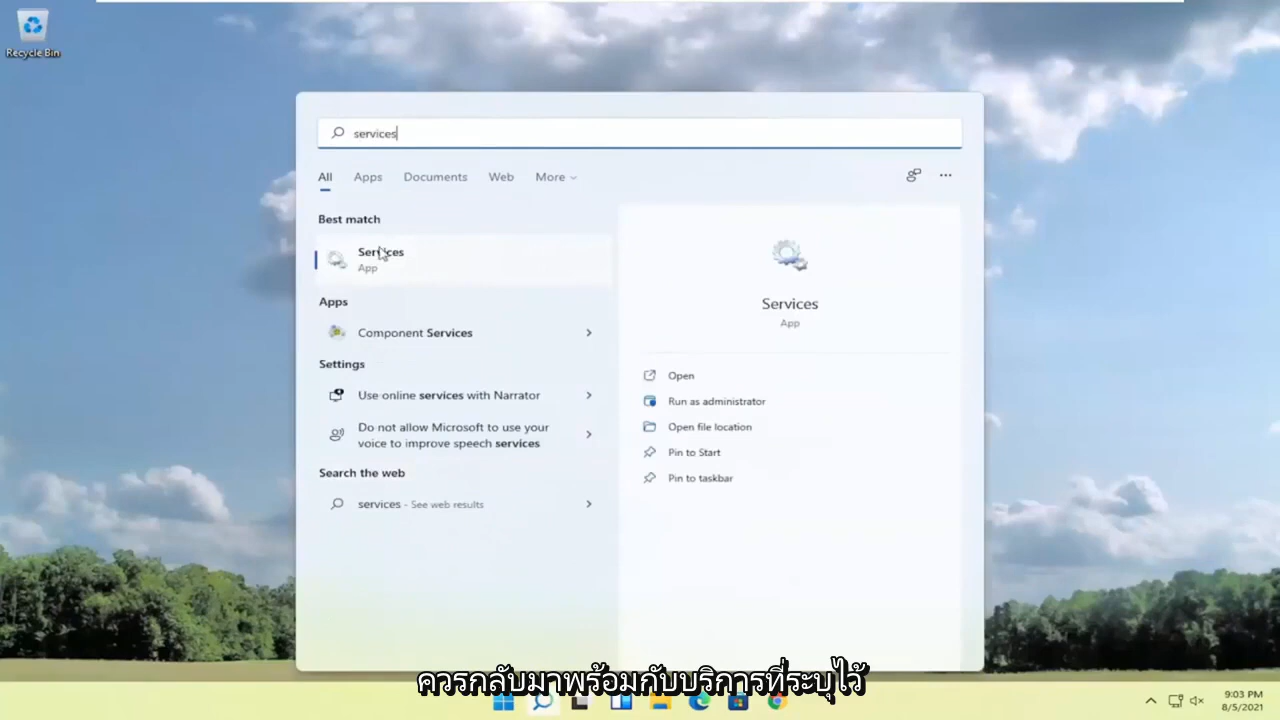 Recycle Bin
services
All Apps Documents Web More
Best match
Services
App
Apps
Component Services
Settings
Use online services with Narrator
Do not allow Microsoft to use your
voice to improve speech services
Search the web
services - See web results
Services
App
Open
Run as administrator
Open file location
Pin to Start
Pin to taskbar
ควรกลับมาพร้อมกับบริการที่ระบุไว้
9:03 PM
8/5/2021